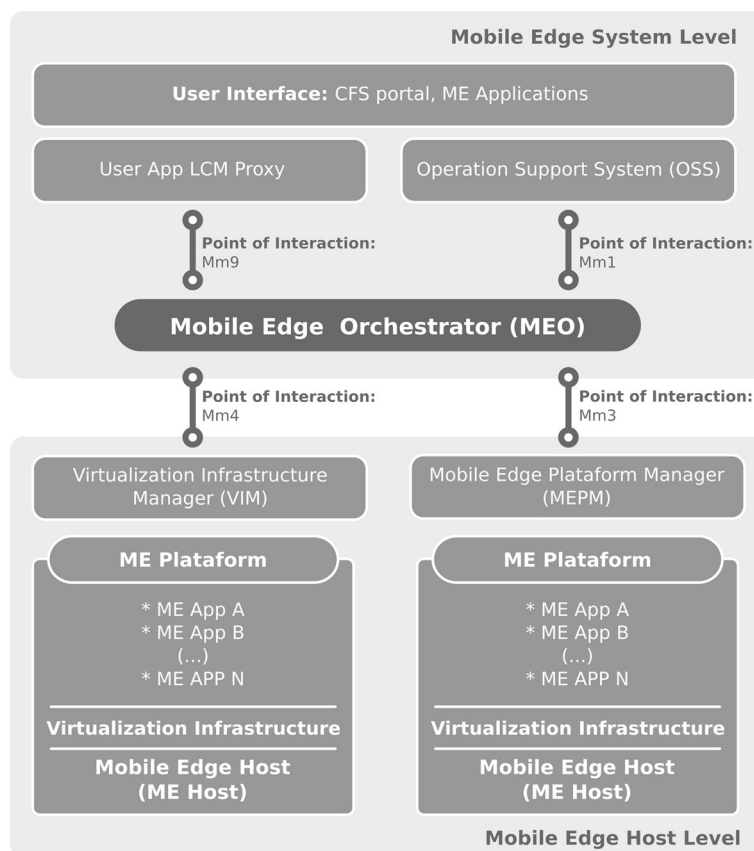 Mobile Edge System Level
User Interface: CFS portal, ME Applications
User App LCM Proxy
Operation Support System (OSS)
Point of Interaction:
Mm9
Point of Interaction:
Mm1
Mobile Edge Orchestrator (MEO)
Point of Interaction:
Mm4
Point of Interaction:
Mm3
Virtualization Infrastructure
Manager (VIM)
Mobile Edge Plataform Manager
(MEPM)
ME Plataform
* ME App A
* ME App B
(...)
* ME APP N
Virtualization Infrastructure
Mobile Edge Host
(ME Host)
ME Plataform
* ME App A
* ME App B
(...)
* ME APP N
Virtualization Infrastructure
Mobile Edge Host
(ME Host)
Mobile Edge Host Level